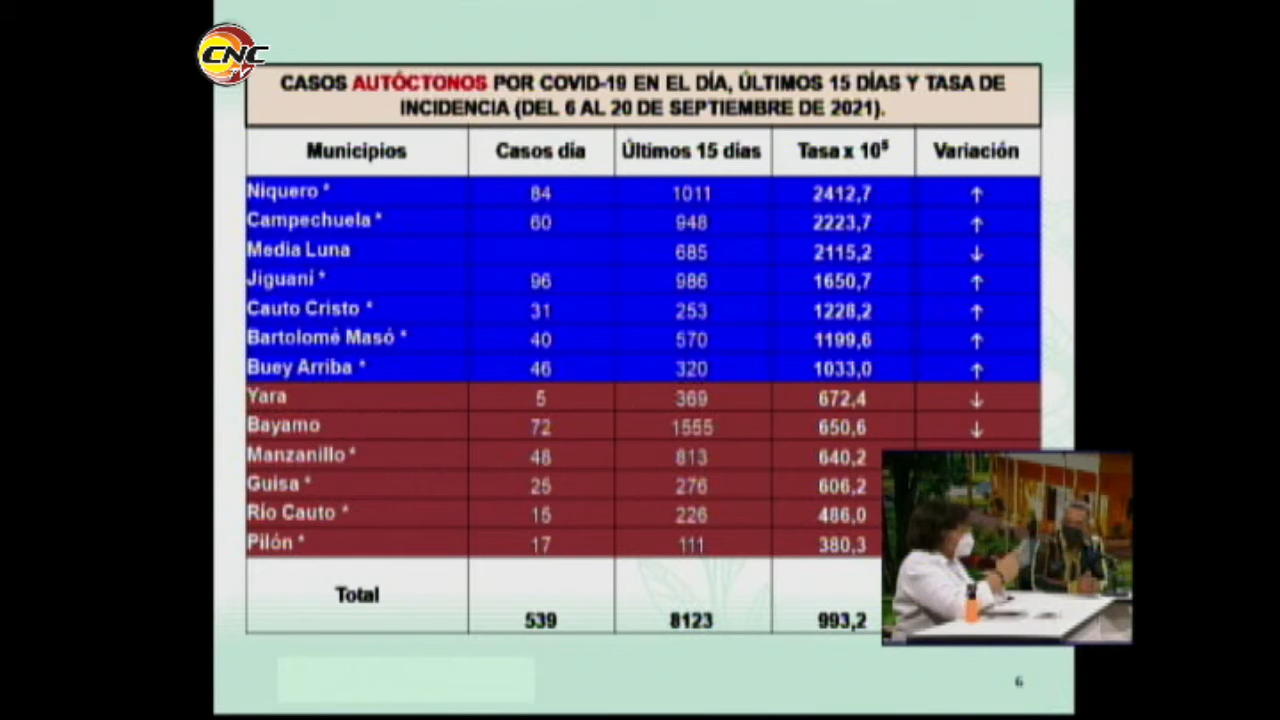 CNC
TV
CASOS AUTÓCTONOS POR COVID-19 EN EL DÍA, ÚLTIMOS 15 DÍAS Y TASA DE
INCIDENCIA (DEL 6 AL 20 DE SEPTIEMBRE DE 2021).
Municipios Casos día Últimos 15 días Tasa x 10⁵ Variación
Niquero * 84 1011 2412,7 ↑
Campechuela * 60 948 2223,7 ↑
Media Luna 685 2115,2 ↓
Jiguaní * 96 986 1650,7 ↑
Cauto Cristo * 31 253 1228,2 ↑
Bartolomé Masó * 40 570 1199,6 ↑
Buey Arriba * 46 320 1033,0 ↑
Yara 5 369 672,4 ↓
Bayamo 72 1555 650,6 ↓
Manzanillo * 48 813 640,2
Guisa * 25 276 606,2
Río Cauto * 15 226 486,0
Pilón * 17 111 380,3
Total 539 8123 993,2
6